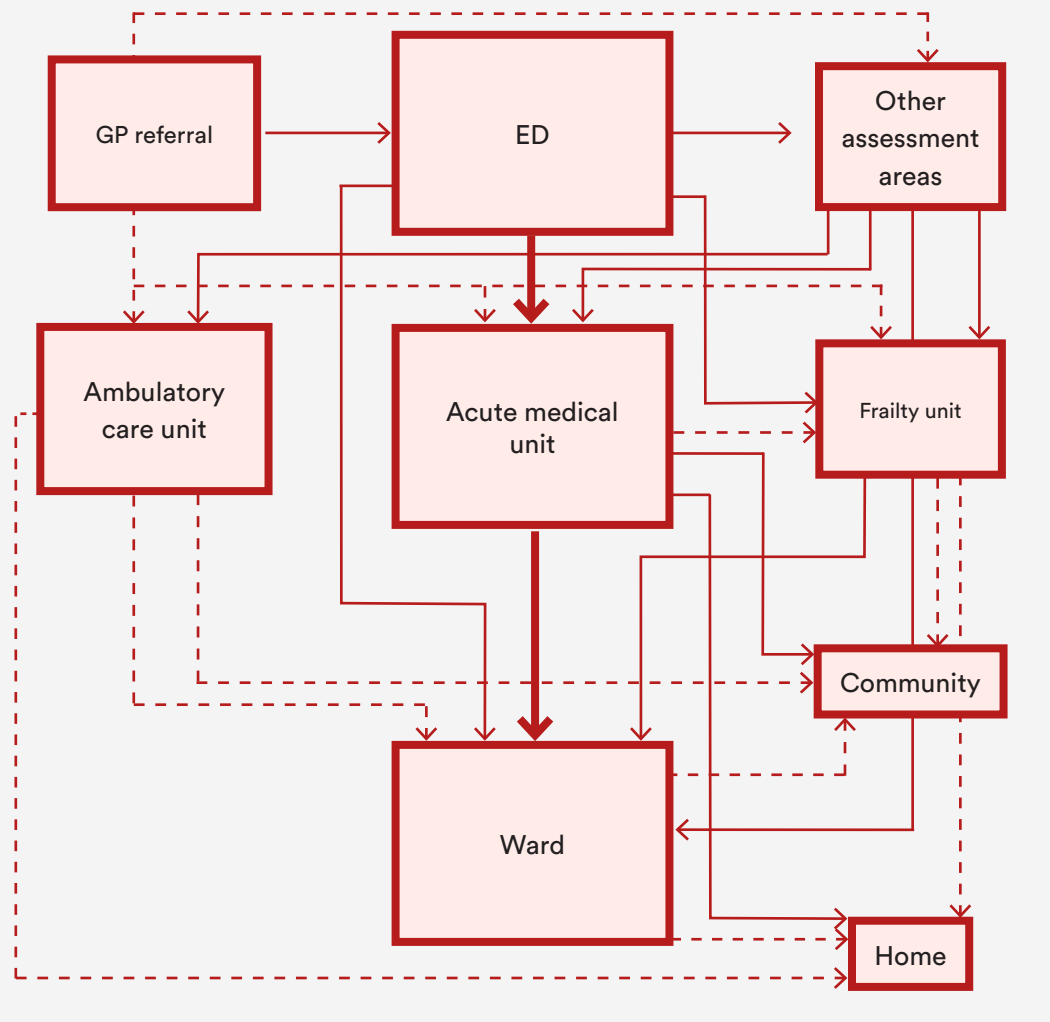 GP referral
ED
Other
assessment
areas
Ambulatory
care unit
Acute medical
unit
Frailty unit
Community
Ward
Home